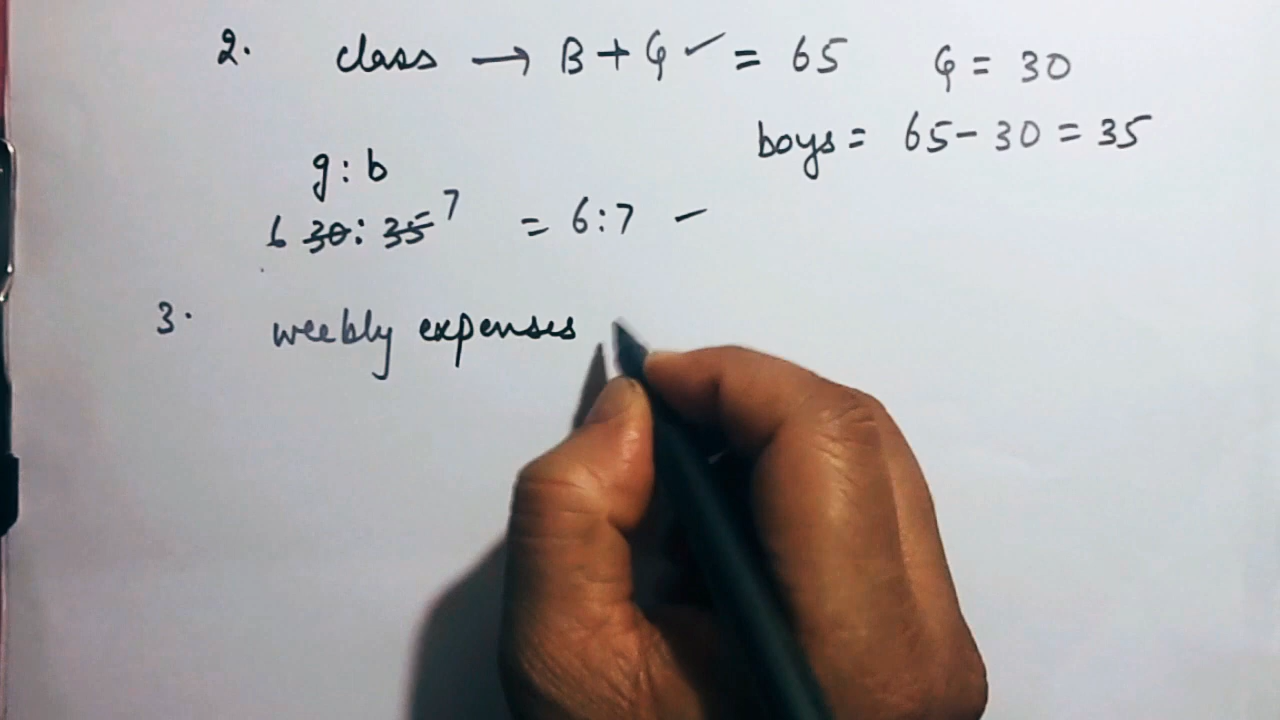 2. class → B + G ✓ = 65 G = 30
boys = 65 - 30 = 35
g : b
6 30 : 35 7 = 6 : 7 -
3. weekly expenses